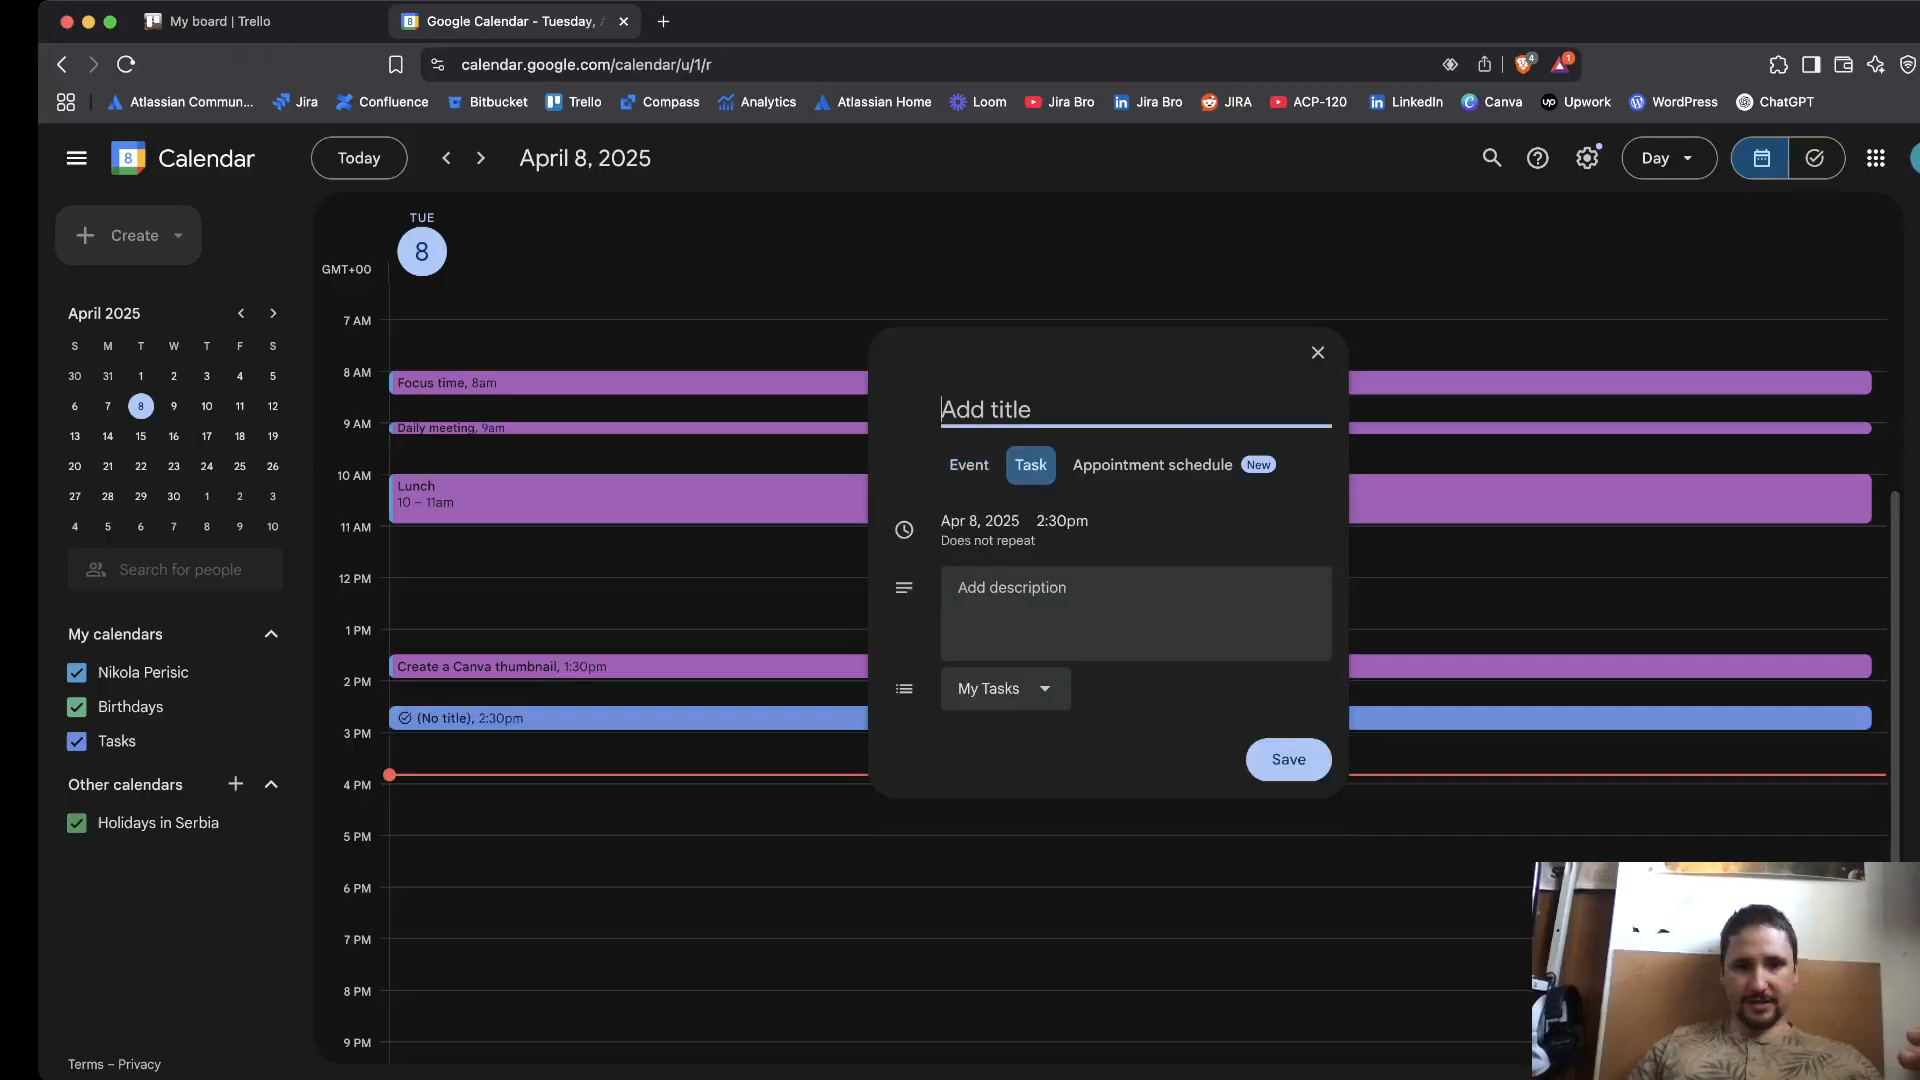 My board | Trello
Google Calendar - Tuesday,
calendar.google.com/calendar/u/1/r
4
1
Atlassian Commun...
Jira
Confluence
Bitbucket
Trello
Compass
Analytics
Atlassian Home
Loom
Jira Bro
Jira Bro
JIRA
ACP-120
LinkedIn
Canva
up
Upwork
WordPress
ChatGPT
8
Calendar
Today
April 8, 2025
Day
Create
TUE
8
GMT+00
April 2025
S M T W T F S
30 31 1 2 3 4 5
6 7 8 9 10 11 12
13 14 15 16 17 18 19
20 21 22 23 24 25 26
27 28 29 30 1 2 3
4 5 6 7 8 9 10
Search for people
My calendars
Nikola Perisic
Birthdays
Tasks
Other calendars
Holidays in Serbia
Terms – Privacy
7 AM
8 AM
Focus time, 8am
9 AM
Daily meeting, 9am
10 AM
Lunch
10 – 11am
11 AM
12 PM
1 PM
Create a Canva thumbnail, 1:30pm
2 PM
(No title), 2:30pm
3 PM
4 PM
5 PM
6 PM
7 PM
8 PM
9 PM
Add title
Event
Task
Appointment schedule
New
Apr 8, 2025 2:30pm
Does not repeat
Add description
My Tasks
Save